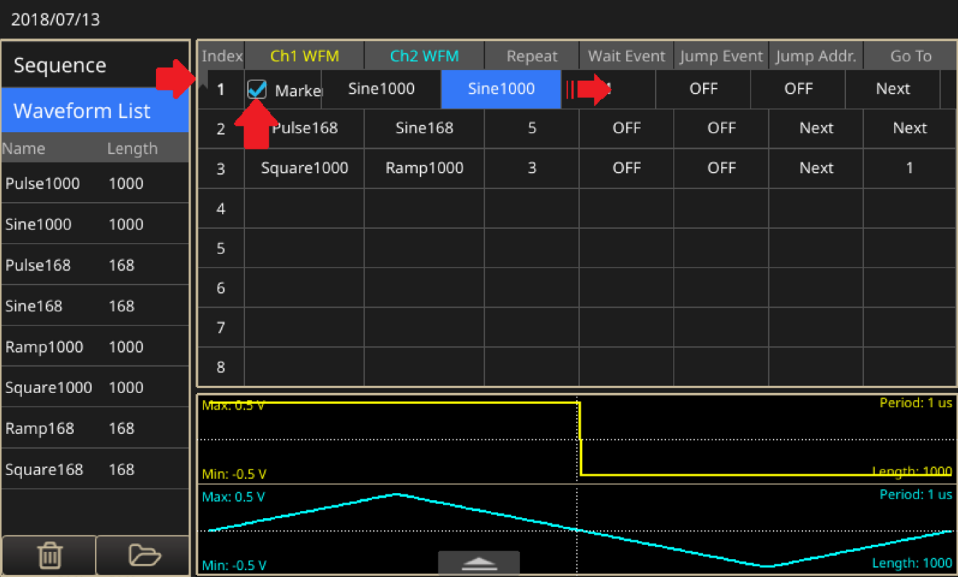 2018/07/13
Sequence
Waveform List
Name Length
Pulse1000 1000
Sine1000 1000
Pulse168 168
Sine168 168
Ramp1000 1000
Square1000 1000
Ramp168 168
Square168 168
Index Ch1 WFM Ch2 WFM Repeat Wait Event Jump Event Jump Addr. Go To
1 Marke Sine1000 Sine1000 OFF OFF Next
2 Pulse168 Sine168 5 OFF OFF Next Next
3 Square1000 Ramp1000 3 OFF OFF Next 1
4
5
6
7
8
Max: 0.5 V Period: 1 us
Min: -0.5 V Length: 1000
Max: 0.5 V Period: 1 us
Min: -0.5 V Length: 1000